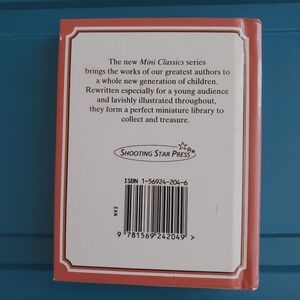 The new Mini Classics series
brings the works of our greatest authors to
a whole new generation of children.
Rewritten especially for a young audience
and lavishly illustrated throughout,
they form a perfect miniature library to
collect and treasure.
SHOOTING STAR PRESS
ISBN 1-56924-204-6
EAN
9 781569 242049 >